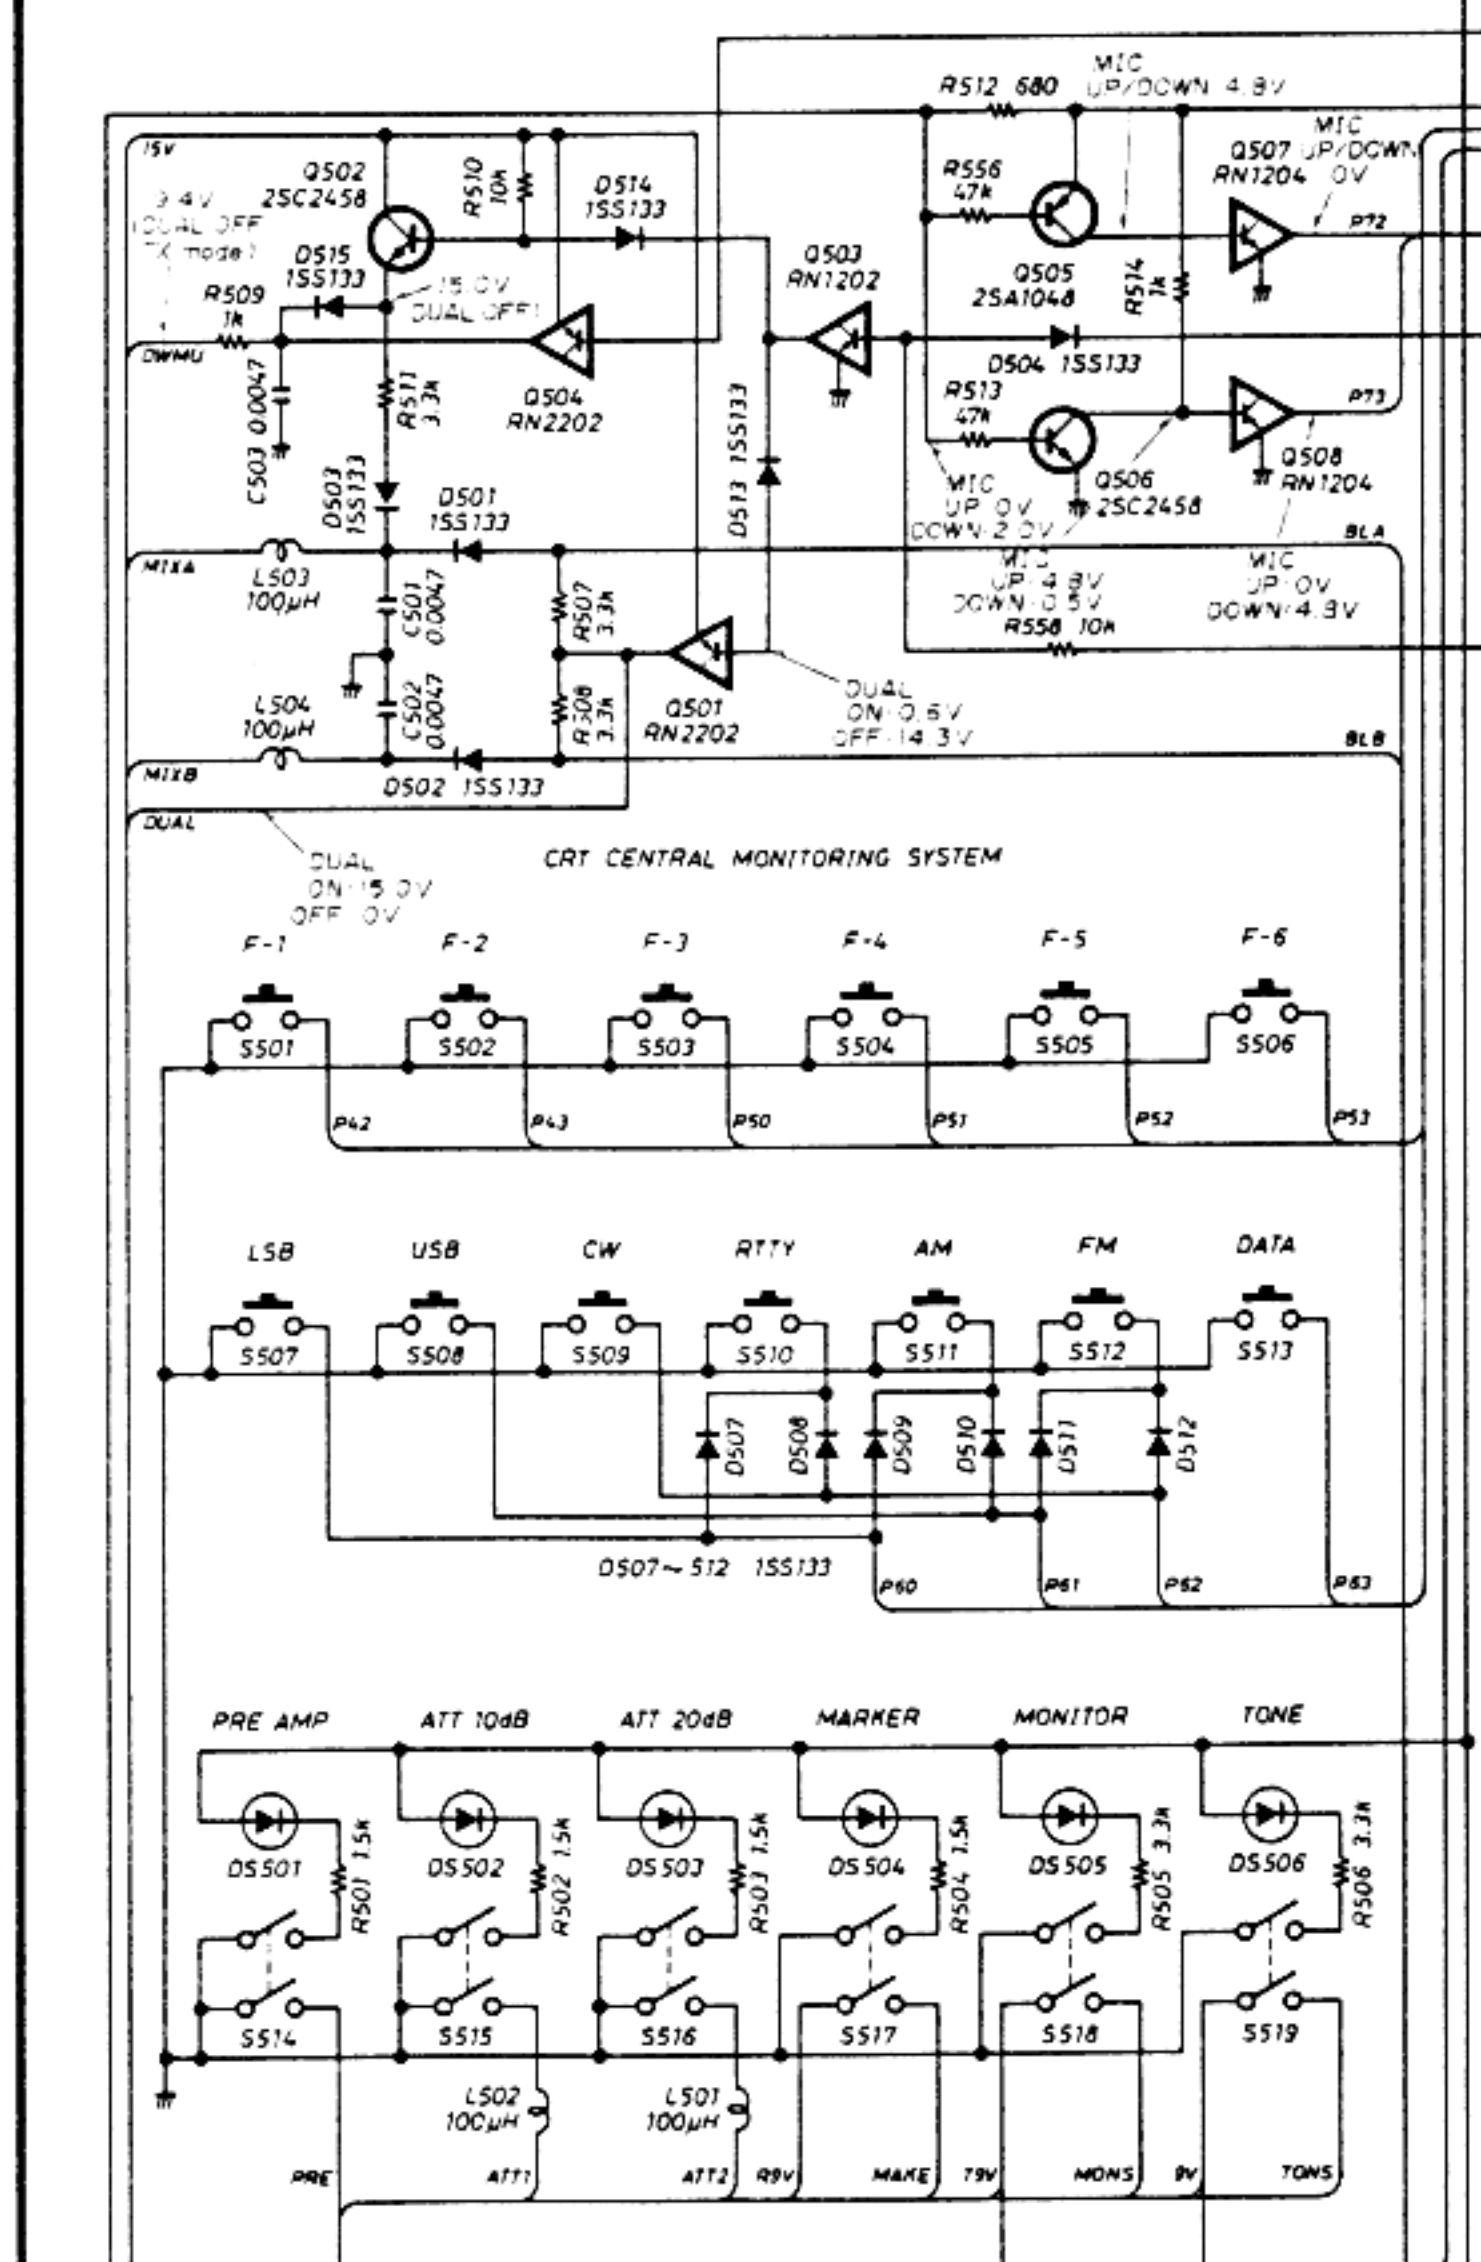 R512 680
MIC
UP/DOWN 4.8V
15V
Q502
2SC2458
R510
10k
D514
1SS133
R556
47k
Q507
RN1204
MIC
UP/DOWN
0V
P72
9.4V
(DUAL OFF
TX mode)
D515
1SS133
15.0V
DUAL OFF)
Q503
RN1202
Q505
2SA1048
R514
1k
R509
1k
DWMU
C503 0.0047
R511
3.3k
Q504
RN2202
D504 1SS133
R513
47k
P73
D513 1SS133
D503
1SS133
D501
1SS133
MIC
UP:0V
DOWN:2.0V
Q506
2SC2458
Q508
RN1204
MIXA
L503
100μH
C501
0.0047
R507
3.3k
MIC
UP:4.8V
DOWN:0.5V
MIC
UP:0V
DOWN:4.8V
BLA
R558 10k
L504
100μH
C502
0.0047
R508
3.3k
Q501
RN2202
DUAL
ON:0.6V
OFF:14.3V
MIXB
D502 1SS133
BLB
DUAL
DUAL
ON:15.0V
OFF:0V
CRT CENTRAL MONITORING SYSTEM
F-1 F-2 F-3 F-4 F-5 F-6
S501 S502 S503 S504 S505 S506
P42 P43 P50 P51 P52 P53
LSB USB CW RTTY AM FM DATA
S507 S508 S509 S510 S511 S512 S513
D507 D508 D509 D510 D511 D512
D507~512 1SS133
P60 P61 P62 P63
PRE AMP ATT 10dB ATT 20dB MARKER MONITOR TONE
DS501 DS502 DS503 DS504 DS505 DS506
R501 1.5k R502 1.5k R503 1.5k R504 1.5k R505 3.3k R506 3.3k
S514 S515 S516 S517 S518 S519
L502
100μH
L501
100μH
PRE ATT1 ATT2 R9V MAKE T9V MONS 9V TONS